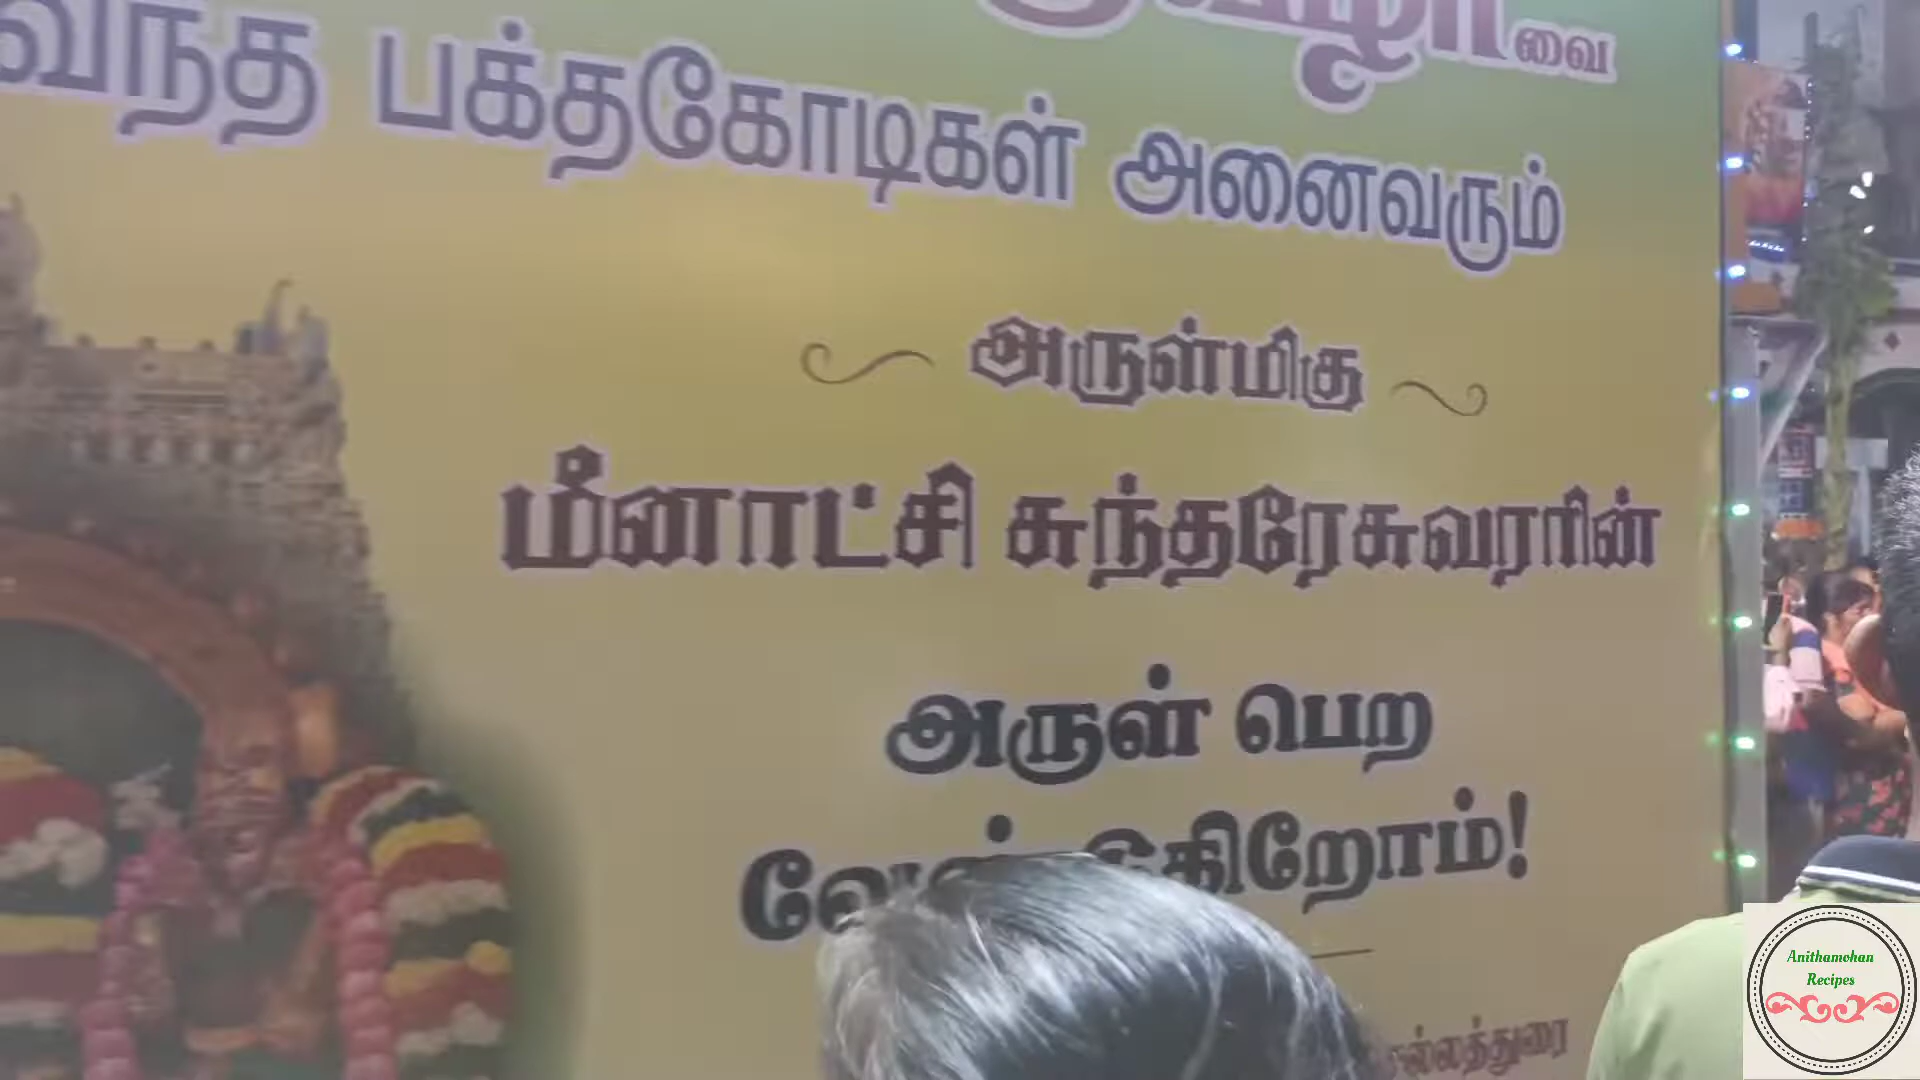 வை
வந்த பக்தகோடிகள் அனைவரும்
அருள்மிகு
மீனாட்சி சுந்தரேசுவரரின்
அருள் பெற
Anithamohan
Recipes